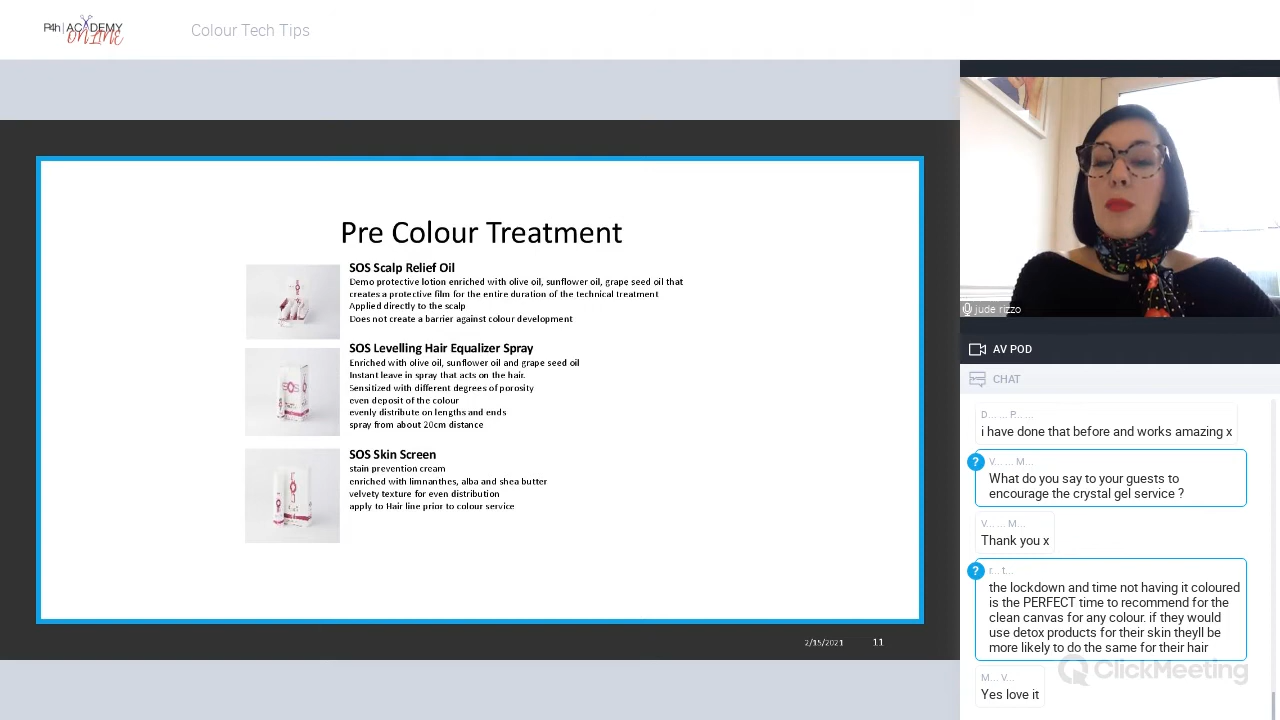 P4h | ACADEMY
onLINE
Colour Tech Tips
Pre Colour Treatment
SOS Scalp Relief Oil
Demo protective lotion enriched with olive oil, sunflower oil, grape seed oil that
creates a protective film for the entire duration of the technical treatment
Applied directly to the scalp
Does not create a barrier against colour development
SOS Levelling Hair Equalizer Spray
Enriched with olive oil, sunflower oil and grape seed oil
Instant leave in spray that acts on the hair.
Sensitized with different degrees of porosity
even deposit of the colour
evenly distribute on lengths and ends
spray from about 20cm distance
SOS Skin Screen
stain prevention cream
enriched with limnanthes, alba and shea butter
velvety texture for even distribution
apply to Hair line prior to colour service
2/15/2021
11
jude rizzo
AV POD
CHAT
D... ... P... ...
i have done that before and works amazing x
?
V... ... M...
What do you say to your guests to
encourage the crystal gel service ?
V... ... M...
Thank you x
?
r... t...
the lockdown and time not having it coloured
is the PERFECT time to recommend for the
clean canvas for any colour. if they would
use detox products for their skin theyll be
more likely to do the same for their hair
ClickMeeting
M... V...
Yes love it